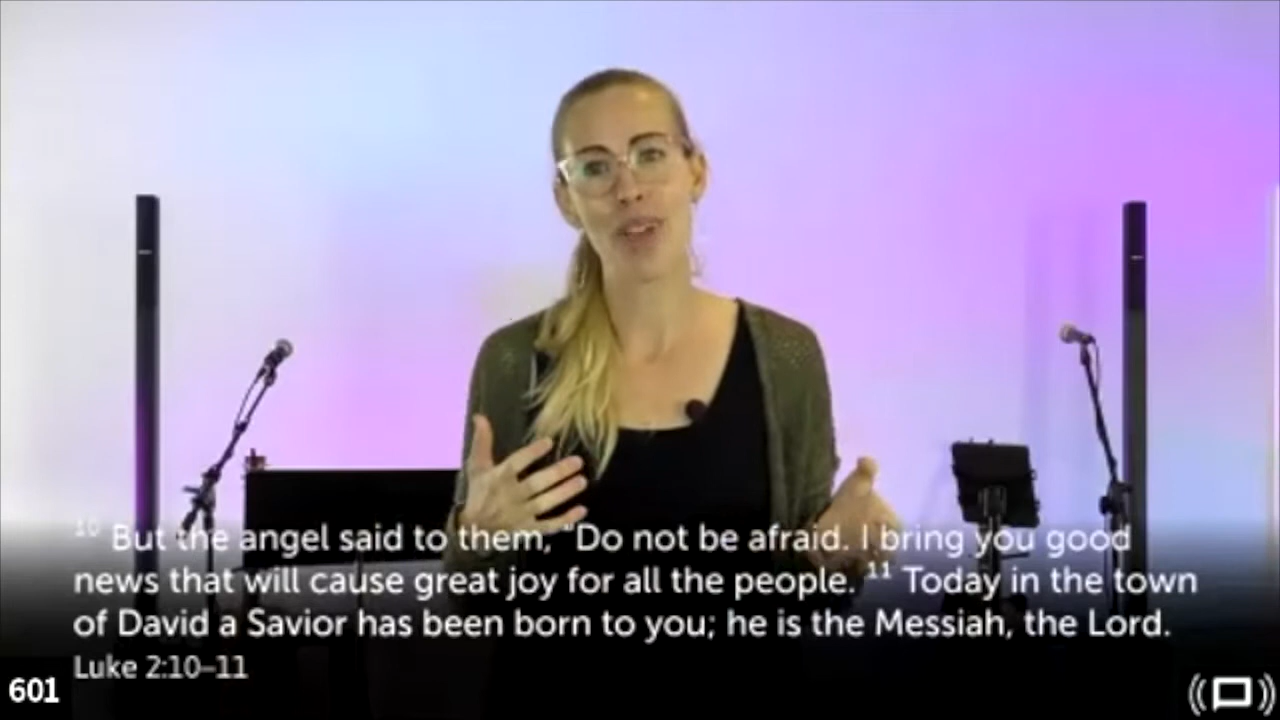 ¹⁰ But the angel said to them, “Do not be afraid. I bring you good
news that will cause great joy for all the people. ¹¹ Today in the town
of David a Savior has been born to you; he is the Messiah, the Lord.
Luke 2:10–11
601